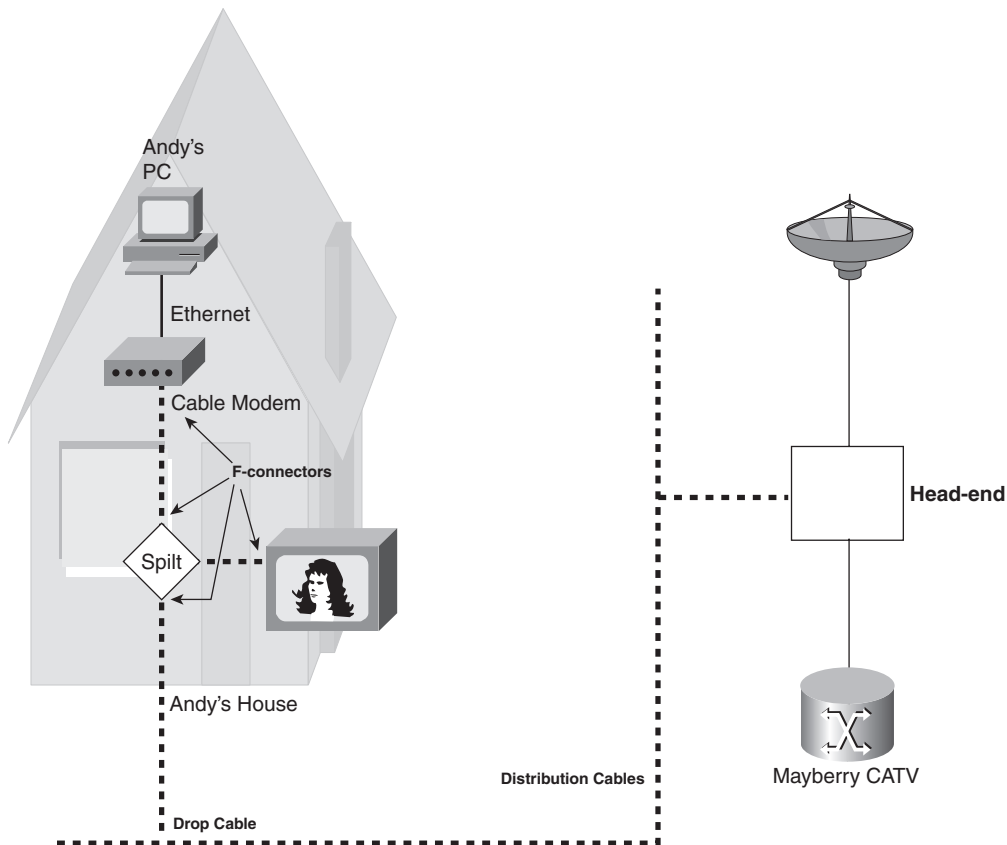 Andy's
PC
Ethernet
Cable Modem
F-connectors
Spilt
Andy's House
Drop Cable
Distribution Cables
Head-end
Mayberry CATV